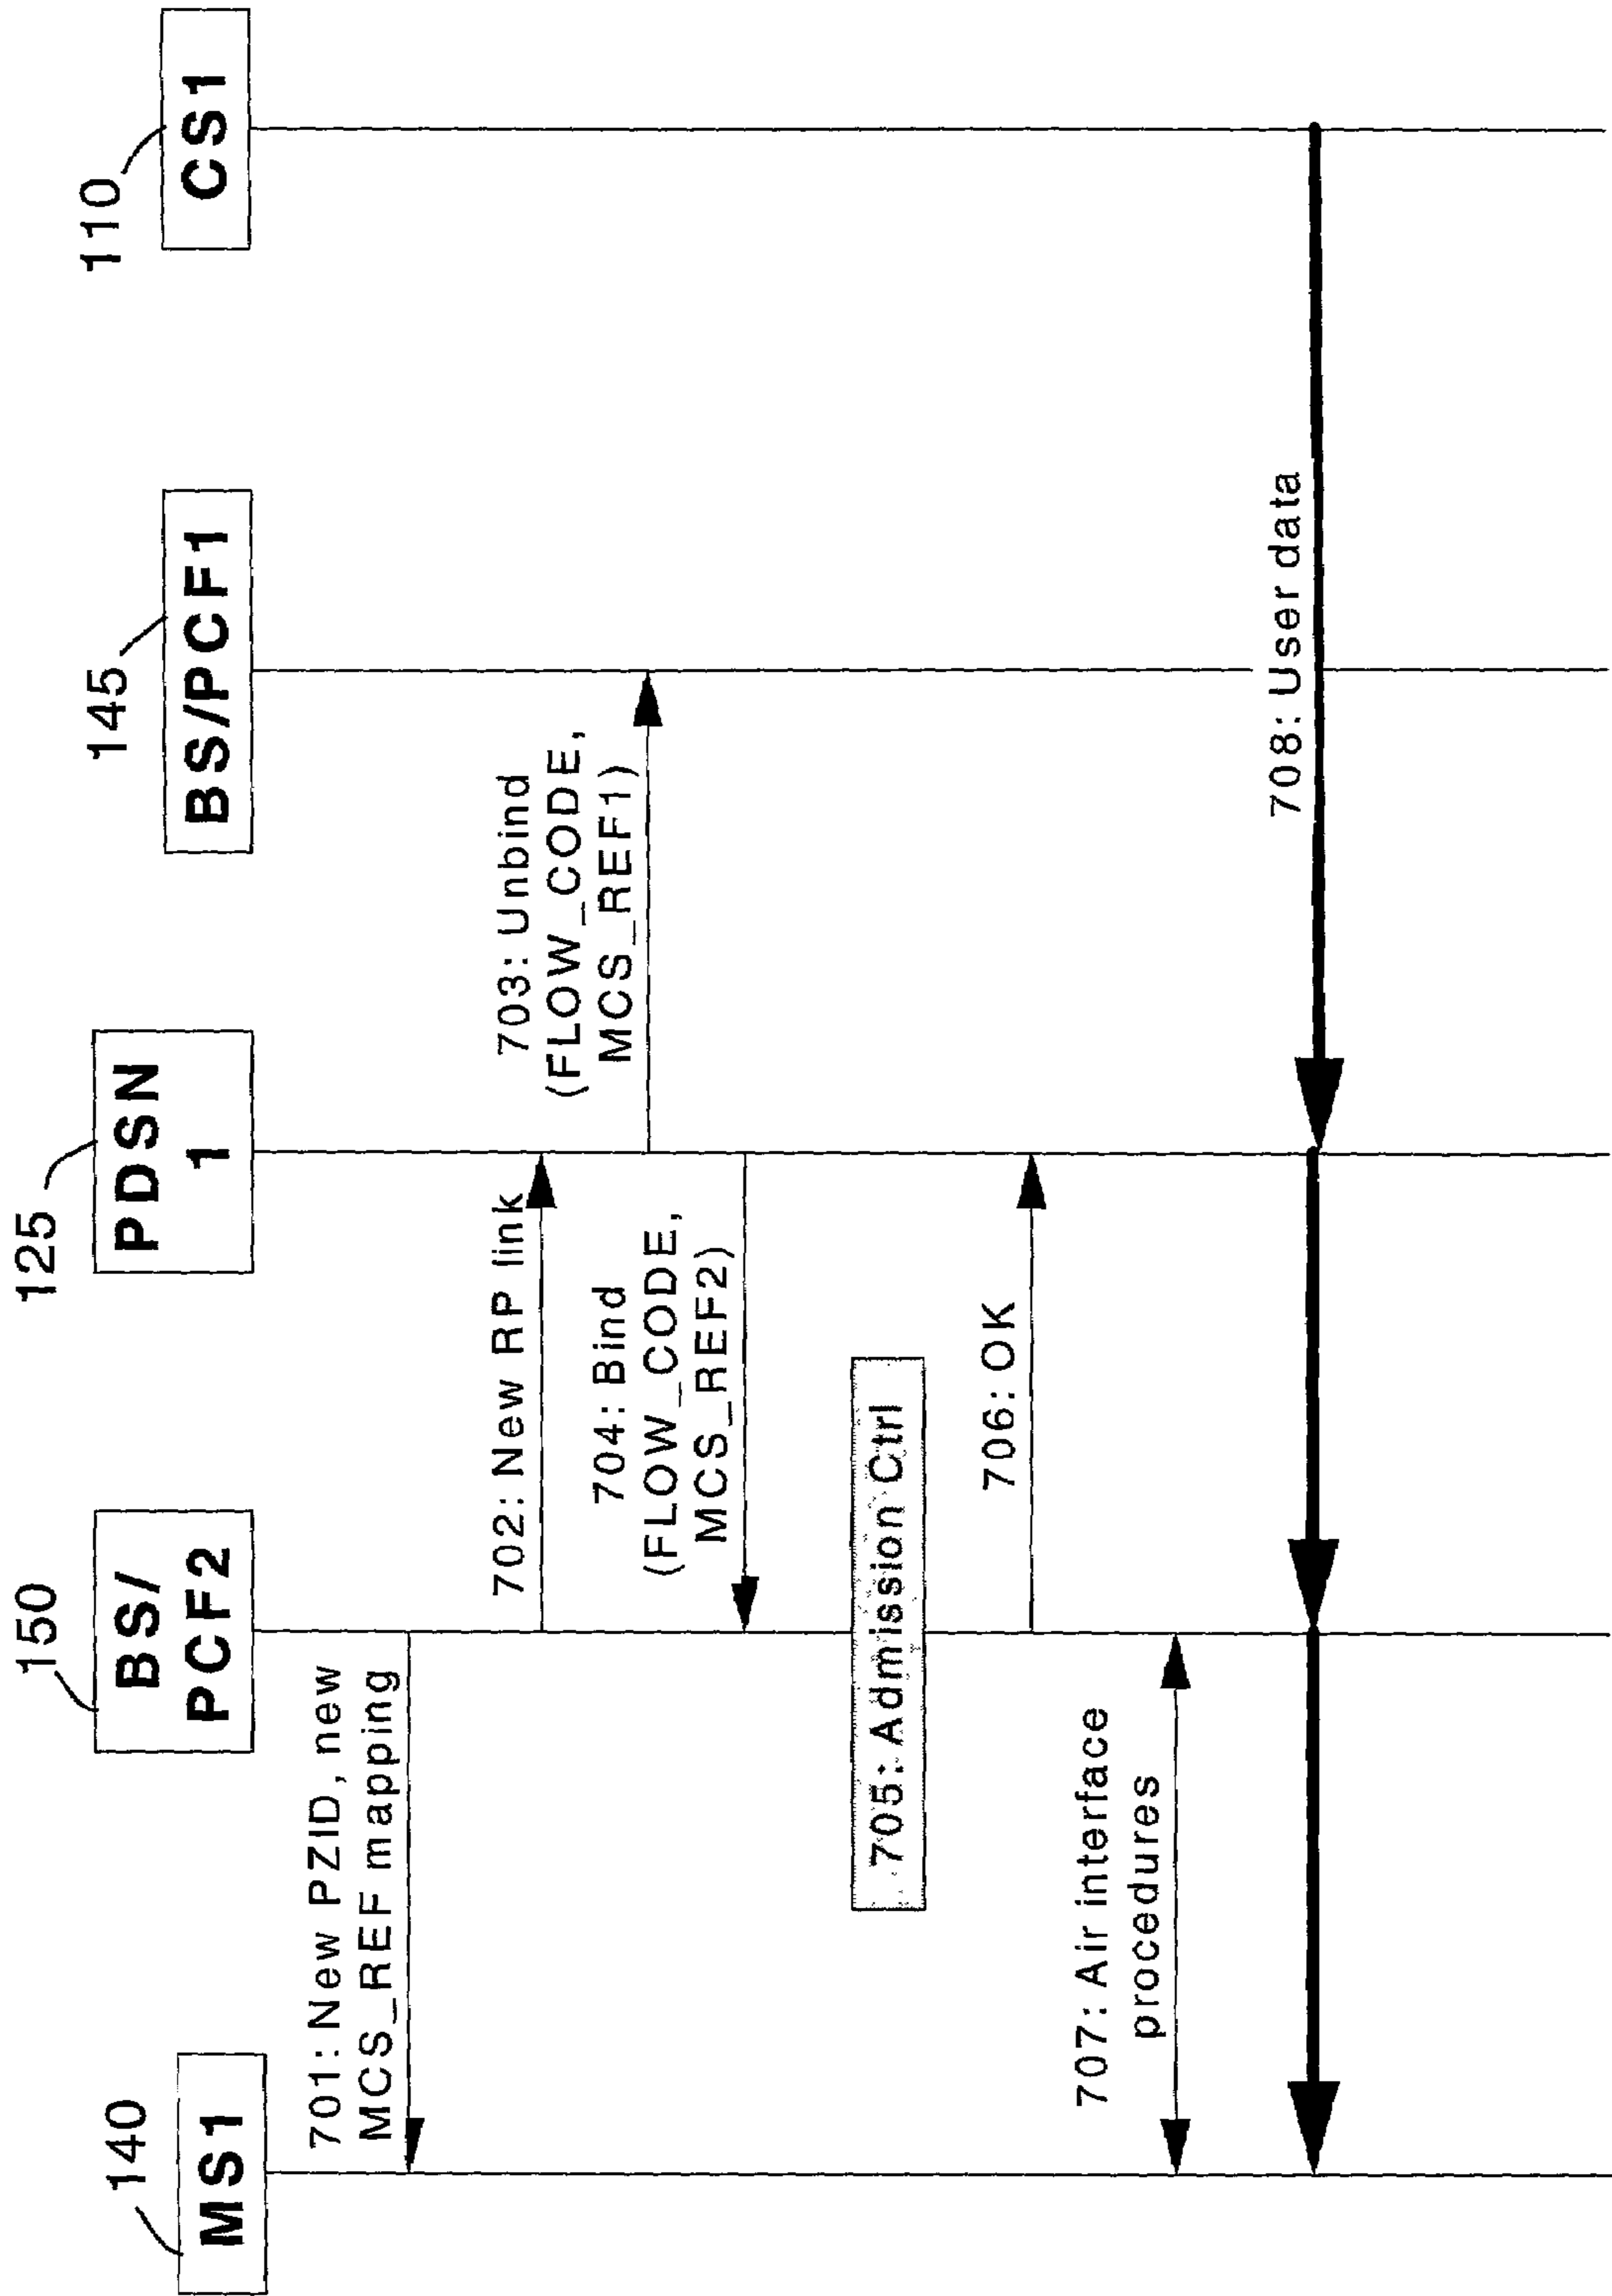 140
MS1
150
BS/
PCF2
125
PDSN
1
145
BS/PCF1
110
CS1
701: New PZID, new
MCS_REF mapping
702: New RP link
703: Unbind
(FLOW_CODE,
MCS_REF1)
704: Bind
(FLOW_CODE,
MCS_REF2)
705: Admission Ctrl
706: OK
707: Air interface
procedures
708: User data